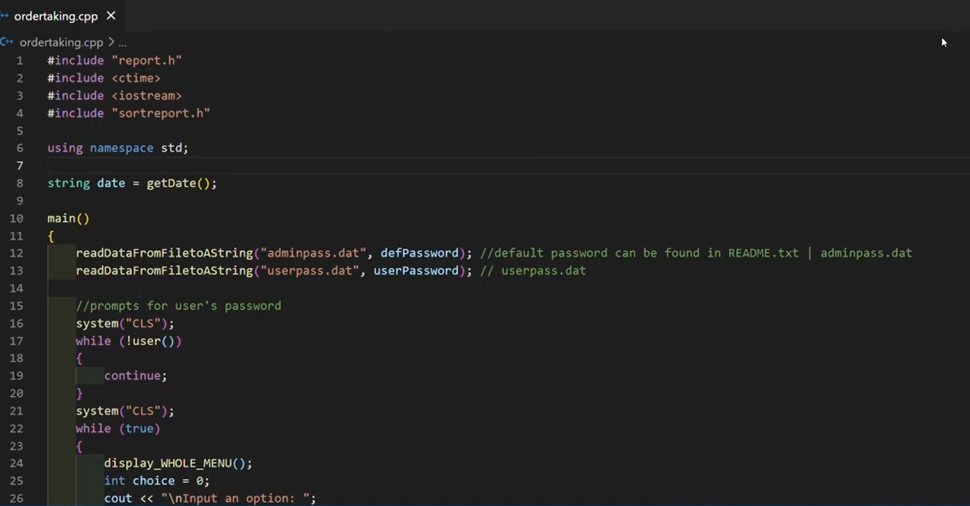 ordertaking.cpp
ordertaking.cpp > ...
1 #include "report.h"
2 #include <ctime>
3 #include <iostream>
4 #include "sortreport.h"
5
6 using namespace std;
7
8 string date = getDate();
9
10 main()
11 {
12 readDataFromFiletoAString("adminpass.dat", defPassword); //default password can be found in README.txt | adminpass.dat
13 readDataFromFiletoAString("userpass.dat", userPassword); // userpass.dat
14
15 //prompts for user's password
16 system("CLS");
17 while (!user())
18 {
19 continue;
20 }
21 system("CLS");
22 while (true)
23 {
24 display_WHOLE_MENU();
25 int choice = 0;
26 cout << "\nInput an option: ";